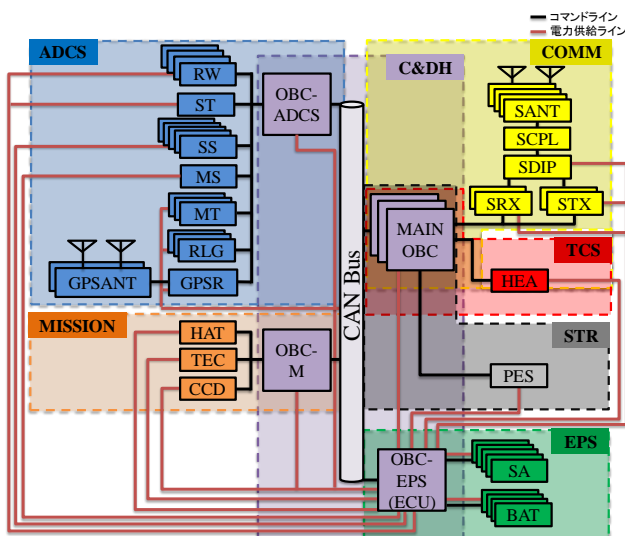 コマンドライン
電力供給ライン
ADCS
COMM
C&DH
RW
OBC-
ADCS
ST
SANT
SCPL
SS
SDIP
MS
SRX
STX
MT
MAIN
OBC
RLG
TCS
CAN Bus
GPSANT
GPSR
HEA
MISSION
HAT
OBC-
M
STR
TEC
CCD
PES
EPS
OBC-
EPS
(ECU)
SA
BAT